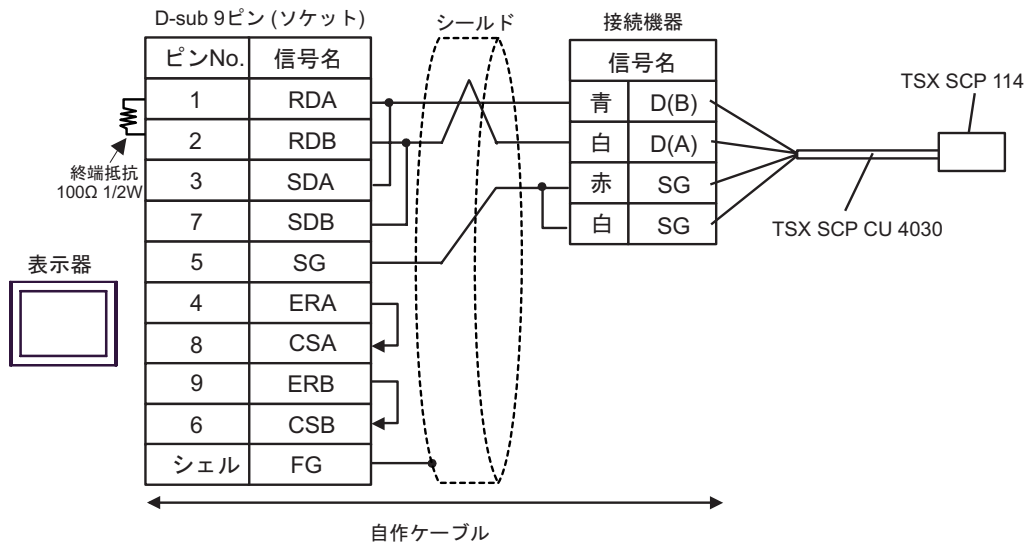 D-sub 9ピン (ソケット)
シールド
接続機器
ピンNo. 信号名
信号名
1 RDA
青 D(B)
TSX SCP 114
2 RDB
白 D(A)
終端抵抗
100Ω 1/2W
3 SDA
赤 SG
7 SDB
白 SG
TSX SCP CU 4030
表示器
5 SG
4 ERA
8 CSA
9 ERB
6 CSB
シェル FG
自作ケーブル